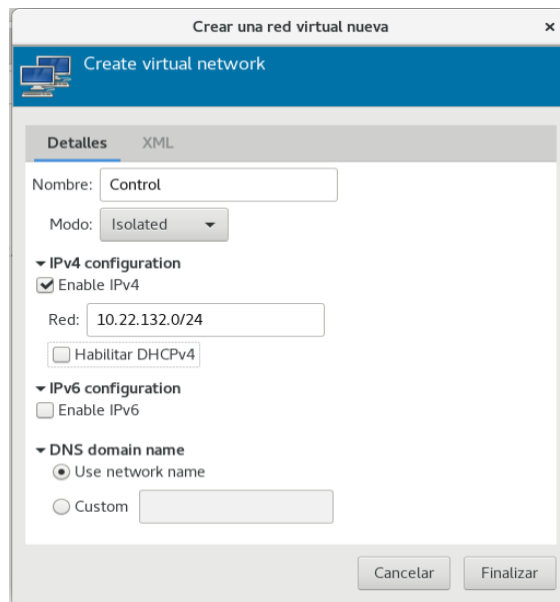 Crear una red virtual nueva ×
Create virtual network
Detalles XML
Nombre: Control
Modo: Isolated
IPv4 configuration
Enable IPv4
Red: 10.22.132.0/24
Habilitar DHCPv4
IPv6 configuration
Enable IPv6
DNS domain name
Use network name
Custom
Cancelar Finalizar